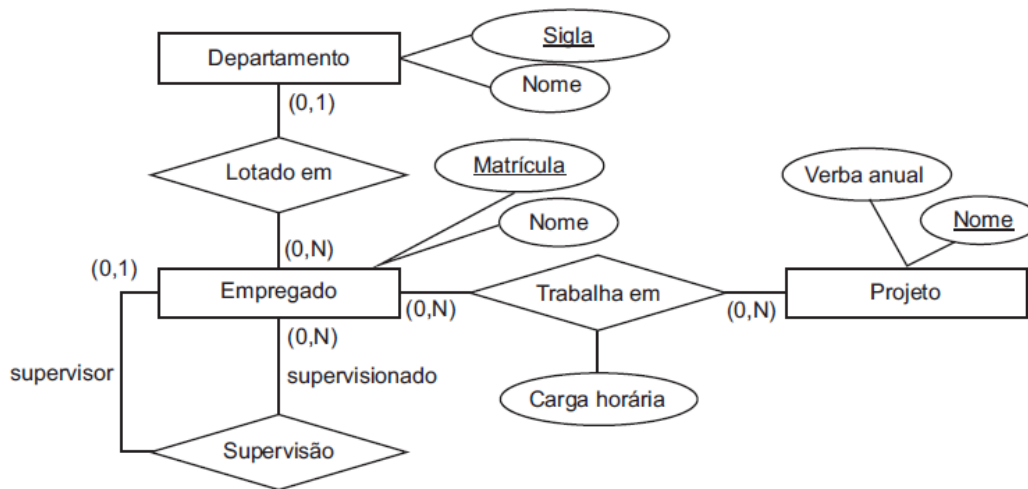 Sigla
Departamento
Nome
(0,1)
Matrícula
Lotado em
Verba anual
Nome
Nome
(0,N)
(0,1)
Empregado
Trabalha em
Projeto
(0,N)
(0,N)
(0,N)
supervisor
supervisionado
Carga horária
Supervisão